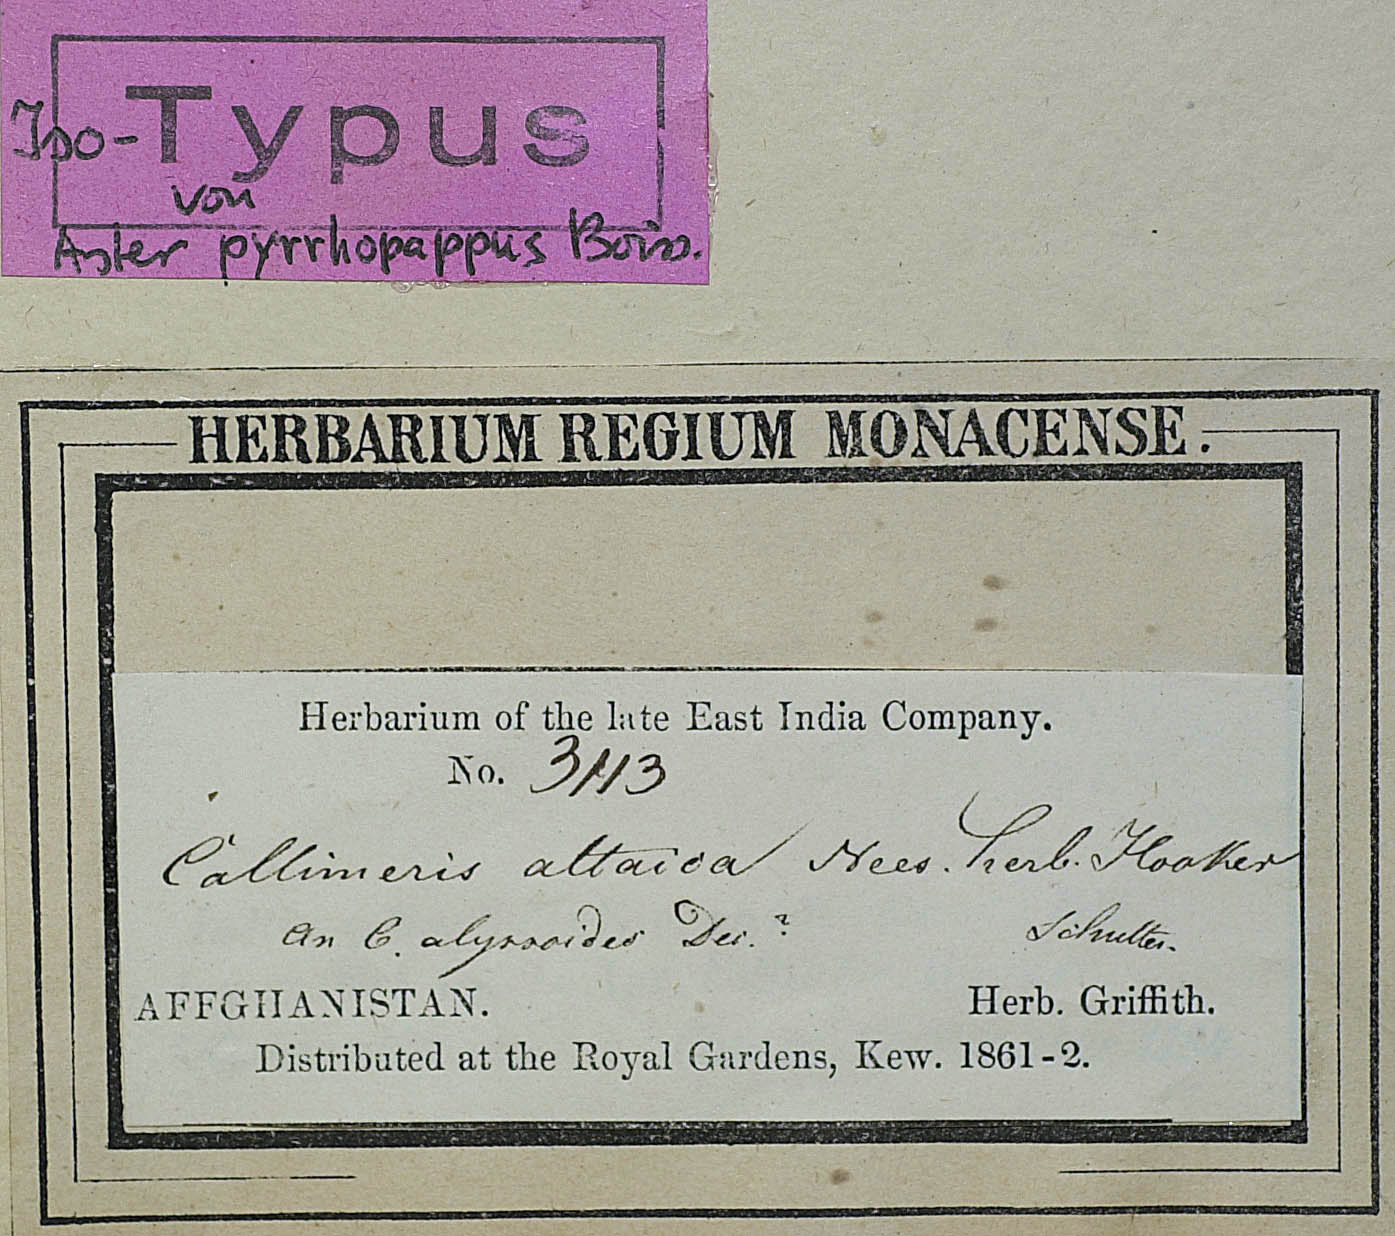 Iso-Typus
von
Aster pyrrhopappus Boiss.
HERBARIUM REGIUM MONACENSE.
Herbarium of the late East India Company.
No. 3113
Callimeris altaica Nees. herb. Hooker
an C. alyssoides Dec.?
AFFGHANISTAN. Herb. Griffith.
Distributed at the Royal Gardens, Kew. 1861-2.